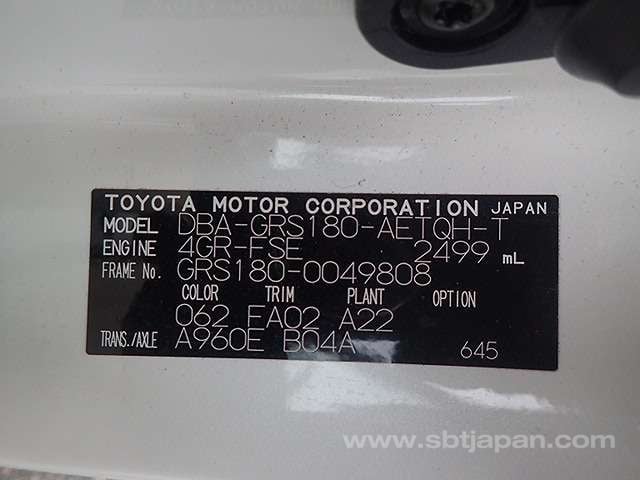 TOYOTA MOTOR CORPORATION JAPAN
MODEL DBA-GRS180-AETQH-T
ENGINE 4GR-FSE 2499 mL
FRAME No. GRS180-0049808
COLOR TRIM PLANT OPTION
062 FA02 A22
TRANS./AXLE A960E B04A 645
www.sbtjapan.com